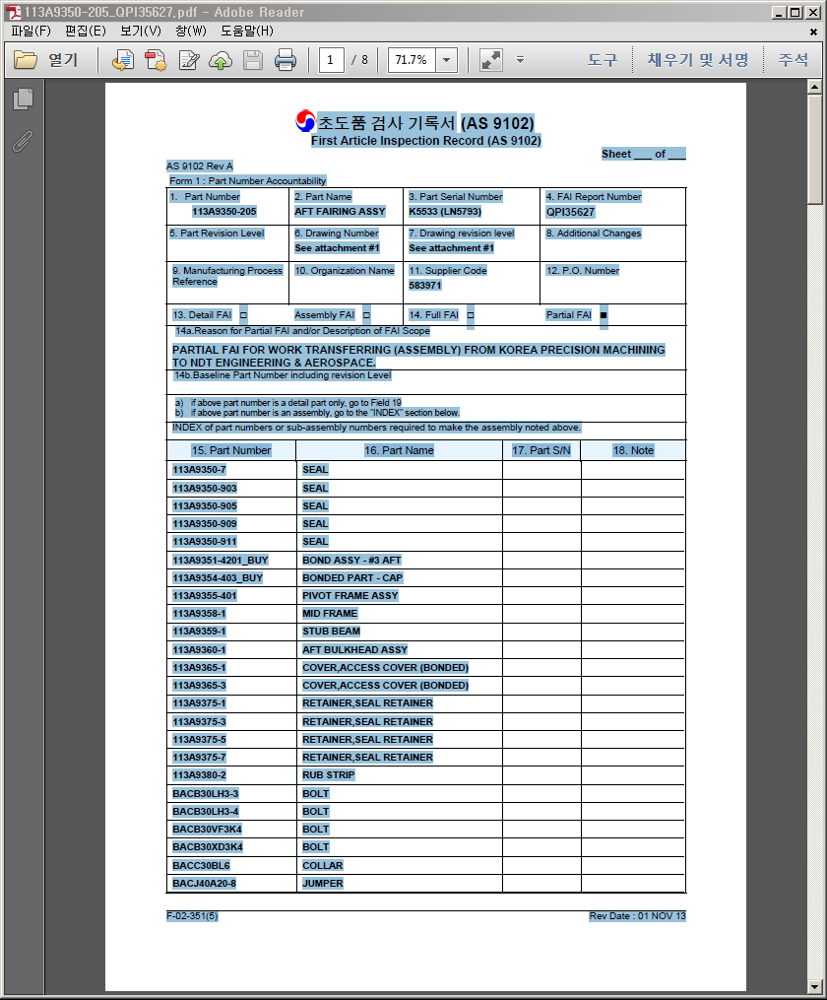 113A9350-205_QPI35627.pdf - Adobe Reader
파일(F) 편집(E) 보기(V) 창(W) 도움말(H)
열기 1 / 8 71.7% 도구 채우기 및 서명 주석
초도품 검사 기록서 (AS 9102)
First Article Inspection Record (AS 9102)
Sheet ___ of ___
AS 9102 Rev A
Form 1 : Part Number Accountability
1. Part Number 2. Part Name 3. Part Serial Number 4. FAI Report Number
113A9350-205 AFT FAIRING ASSY K5533 (LN5793) QPI35627
5. Part Revision Level 6. Drawing Number 7. Drawing revision level 8. Additional Changes
See attachment #1 See attachment #1
9. Manufacturing Process 10. Organization Name 11. Supplier Code 12. P.O. Number
Reference 583971
13. Detail FAI □ Assembly FAI □ 14. Full FAI □ Partial FAI ■
14a.Reason for Partial FAI and/or Description of FAI Scope
PARTIAL FAI FOR WORK TRANSFERRING (ASSEMBLY) FROM KOREA PRECISION MACHINING
TO NDT ENGINEERING & AEROSPACE.
14b.Baseline Part Number including revision Level
a) if above part number is a detail part only, go to Field 19
b) if above part number is an assembly, go to the "INDEX" section below.
INDEX of part numbers or sub-assembly numbers required to make the assembly noted above.
15. Part Number 16. Part Name 17. Part S/N 18. Note
113A9350-7 SEAL
113A9350-903 SEAL
113A9350-905 SEAL
113A9350-909 SEAL
113A9350-911 SEAL
113A9351-4201_BUY BOND ASSY - #3 AFT
113A9354-403_BUY BONDED PART - CAP
113A9355-401 PIVOT FRAME ASSY
113A9358-1 MID FRAME
113A9359-1 STUB BEAM
113A9360-1 AFT BULKHEAD ASSY
113A9365-1 COVER,ACCESS COVER (BONDED)
113A9365-3 COVER,ACCESS COVER (BONDED)
113A9375-1 RETAINER,SEAL RETAINER
113A9375-3 RETAINER,SEAL RETAINER
113A9375-5 RETAINER,SEAL RETAINER
113A9375-7 RETAINER,SEAL RETAINER
113A9380-2 RUB STRIP
BACB30LH3-3 BOLT
BACB30LH3-4 BOLT
BACB30VF3K4 BOLT
BACB30XD3K4 BOLT
BACC30BL6 COLLAR
BACJ40A20-8 JUMPER
F-02-351(5) Rev Date : 01 NOV 13